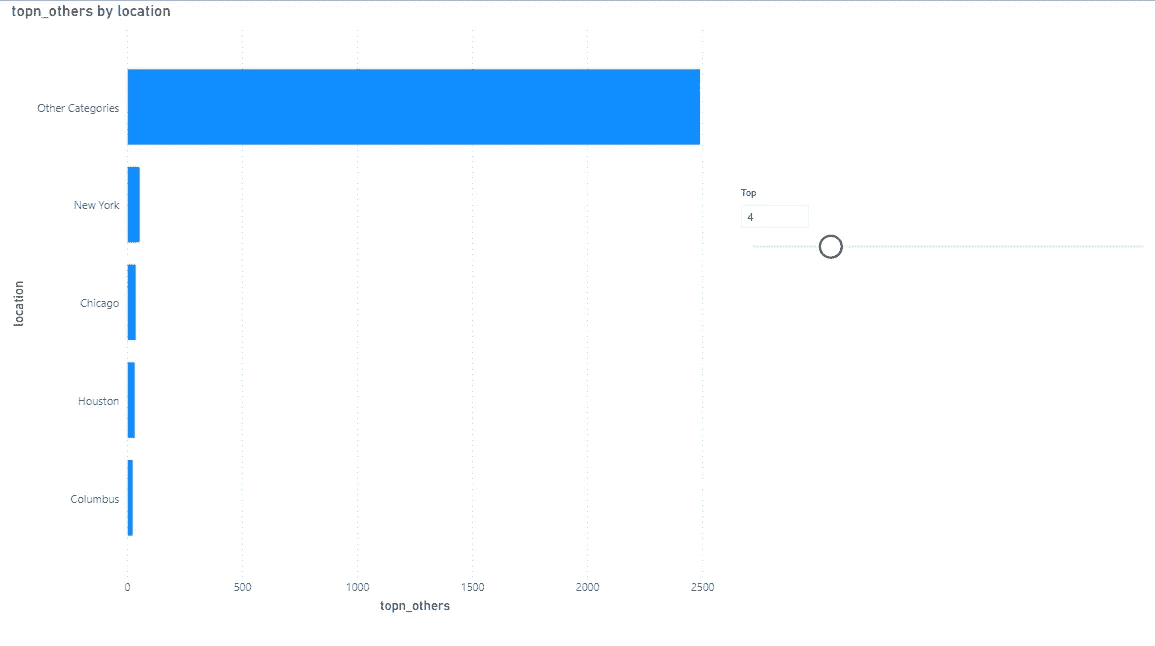 topn_others by location
Other Categories
New York
Chicago
Houston
Columbus
location
0 500 1000 1500 2000 2500
topn_others
Top
4